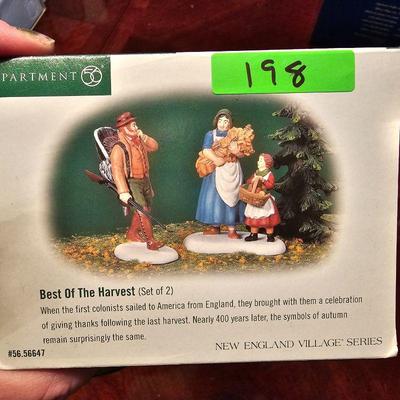 PARTMENT 56
198
Best Of The Harvest (Set of 2)
When the first colonists sailed to America from England, they brought with them a celebration
of giving thanks following the last harvest. Nearly 400 years later, the symbols of autumn
remain surprisingly the same.
#56.56647
NEW ENGLAND VILLAGE® SERIES